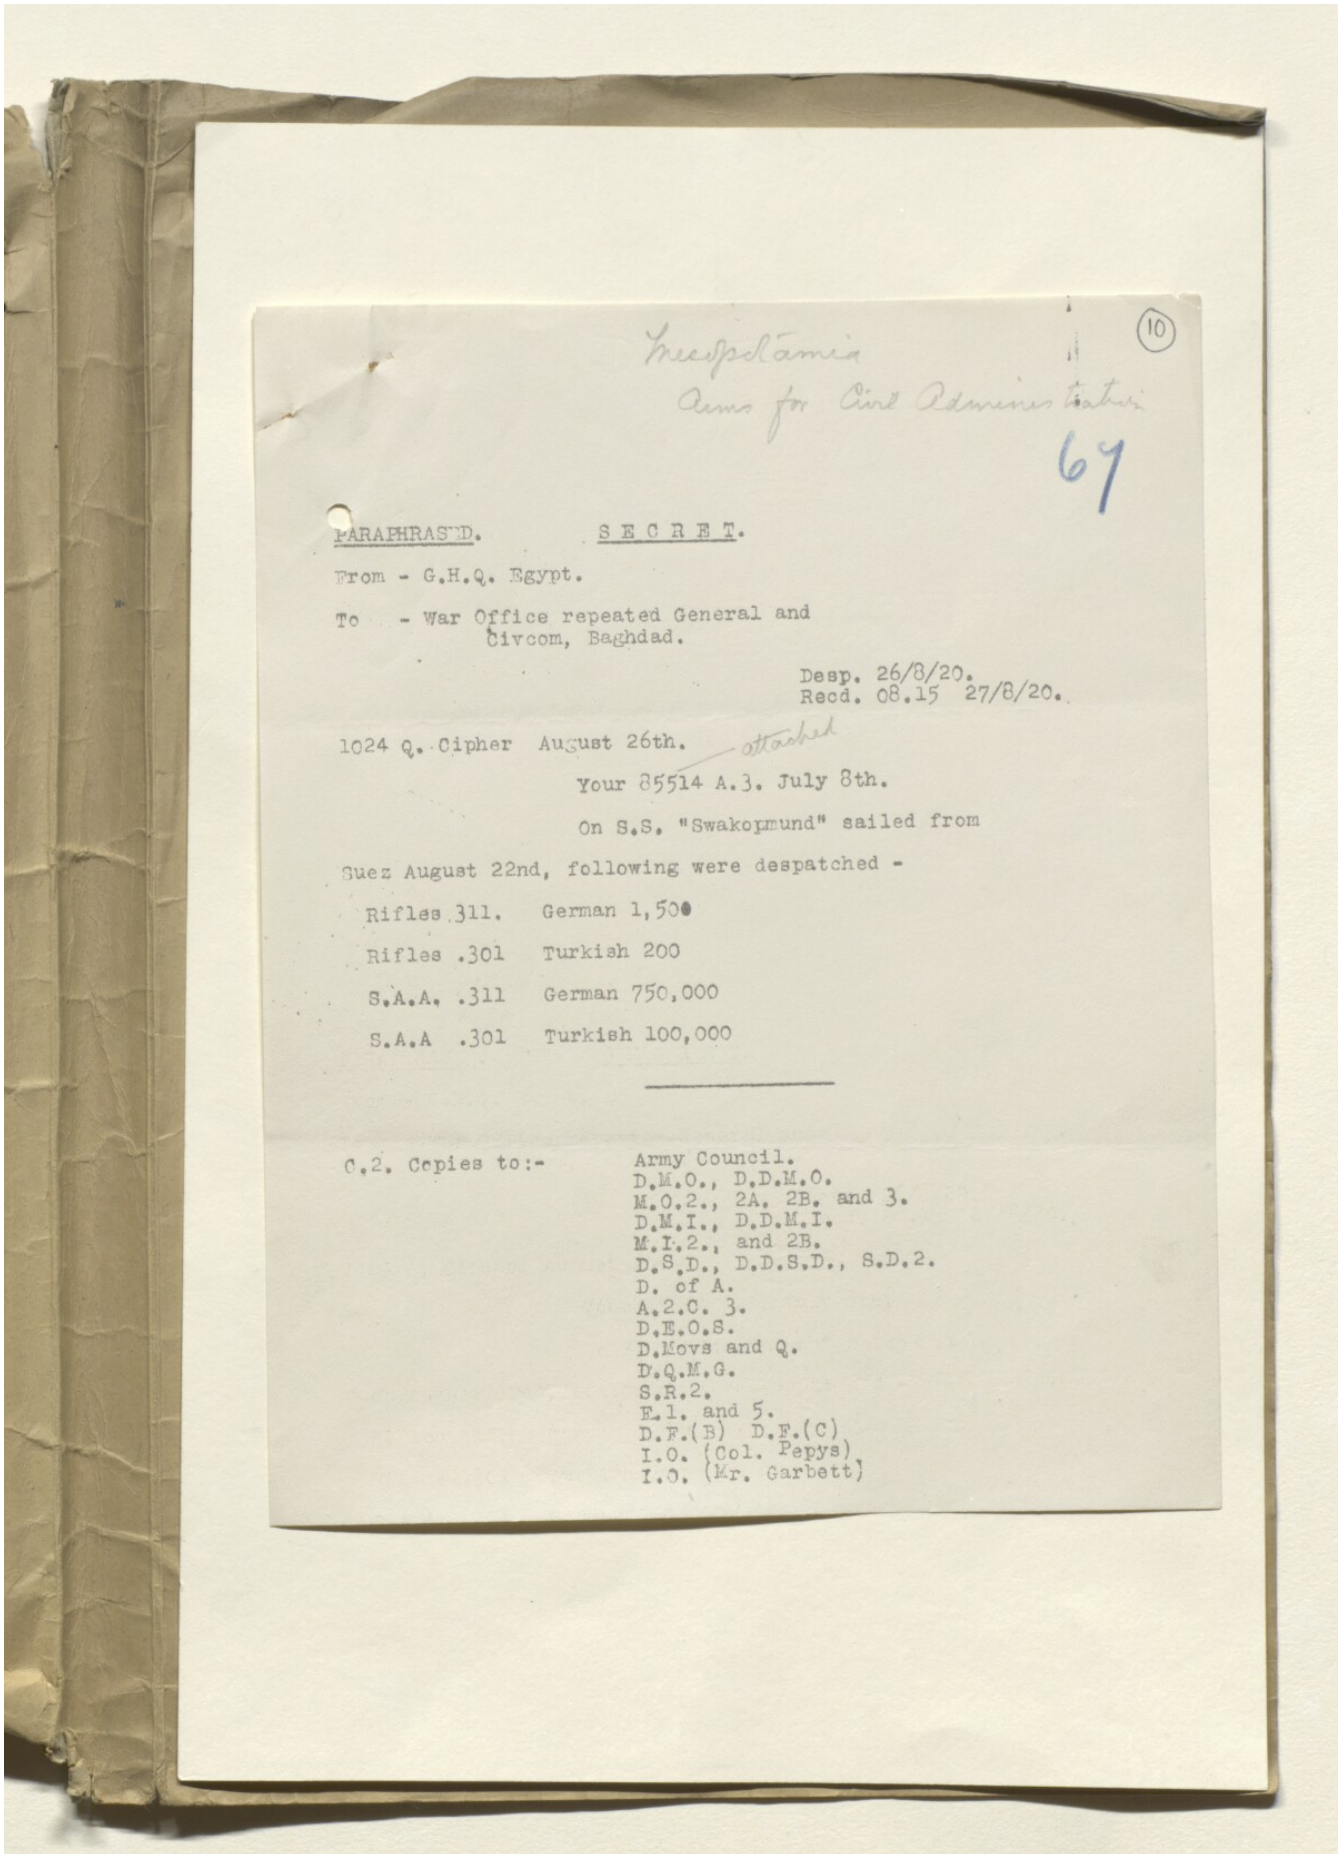 10
Mesopotamia
Arms for Civil Administration
67
PARAPHRASED. SECRET.
From - G.H.Q. Egypt.
To - War Office repeated General and
Civcom, Baghdad.
Desp. 26/8/20.
Recd. 08.15 27/8/20.
attached
1024 Q. Cipher August 26th.
Your 85514 A.3. July 8th.
On S.S. "Swakopmund" sailed from
Suez August 22nd, following were despatched -
Rifles .311. German 1,500
Rifles .301 Turkish 200
S.A.A. .311 German 750,000
S.A.A .301 Turkish 100,000
C.2. Copies to:- Army Council.
D.M.O., D.D.M.O.
M.O.2., 2A. 2B. and 3.
D.M.I., D.D.M.I.
M.I.2., and 2B.
D.S.D., D.D.S.D., S.D.2.
D. of A.
A.2.C. 3.
D.E.O.S.
D.Movs and Q.
D.Q.M.G.
S.R.2.
E.1. and 5.
D.F.(B) D.F.(C)
I.O. (Col. Pepys)
I.O. (Mr. Garbett)